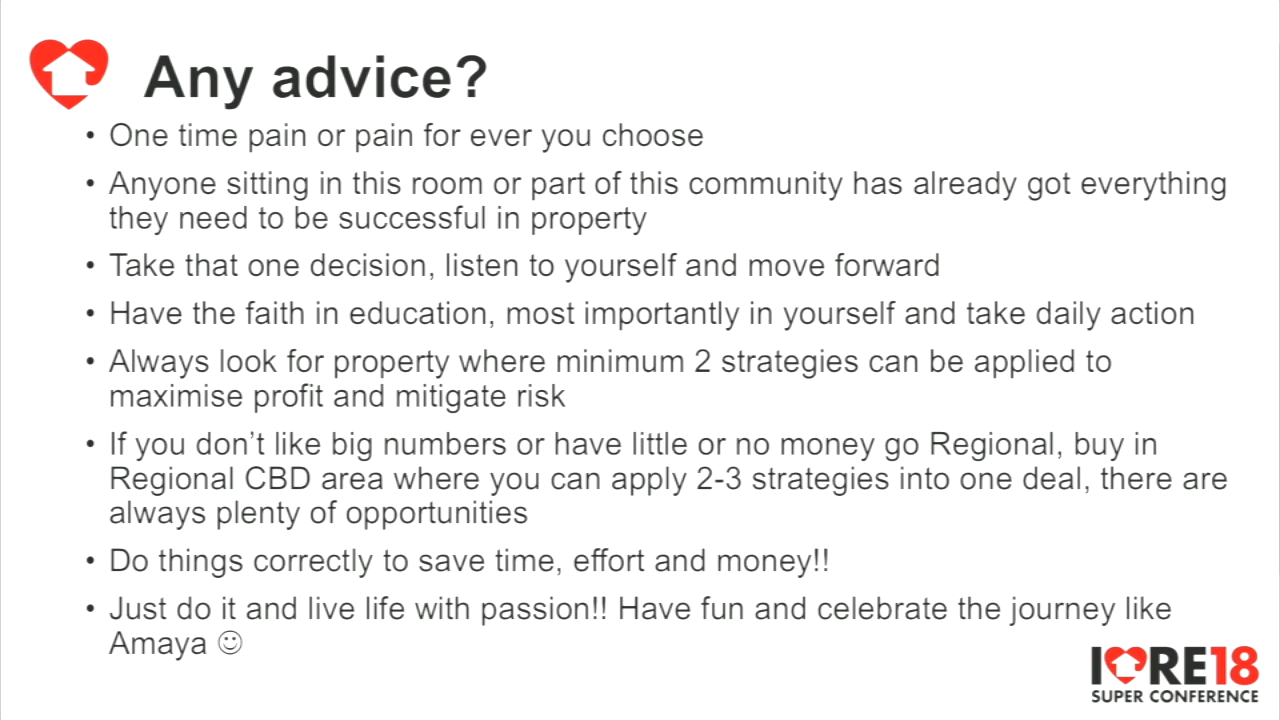 Any advice?
• One time pain or pain for ever you choose
• Anyone sitting in this room or part of this community has already got everything
they need to be successful in property
• Take that one decision, listen to yourself and move forward
• Have the faith in education, most importantly in yourself and take daily action
• Always look for property where minimum 2 strategies can be applied to
maximise profit and mitigate risk
• If you don’t like big numbers or have little or no money go Regional, buy in
Regional CBD area where you can apply 2-3 strategies into one deal, there are
always plenty of opportunities
• Do things correctly to save time, effort and money!!
• Just do it and live life with passion!! Have fun and celebrate the journey like
Amaya ☺
I RE18
SUPER CONFERENCE